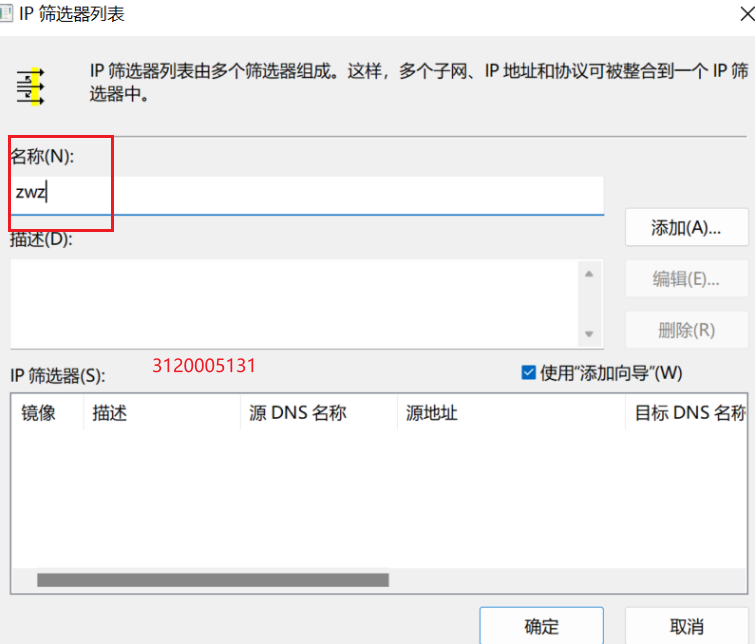 IP 筛选器列表
IP 筛选器列表由多个筛选器组成。这样，多个子网、IP 地址和协议可被整合到一个 IP 筛
选器中。
名称(N):
zwz
添加(A)...
描述(D):
编辑(E)...
删除(R)
3120005131
IP 筛选器(S):
使用"添加向导"(W)
镜像 描述 源 DNS 名称 源地址 目标 DNS 名称
确定 取消